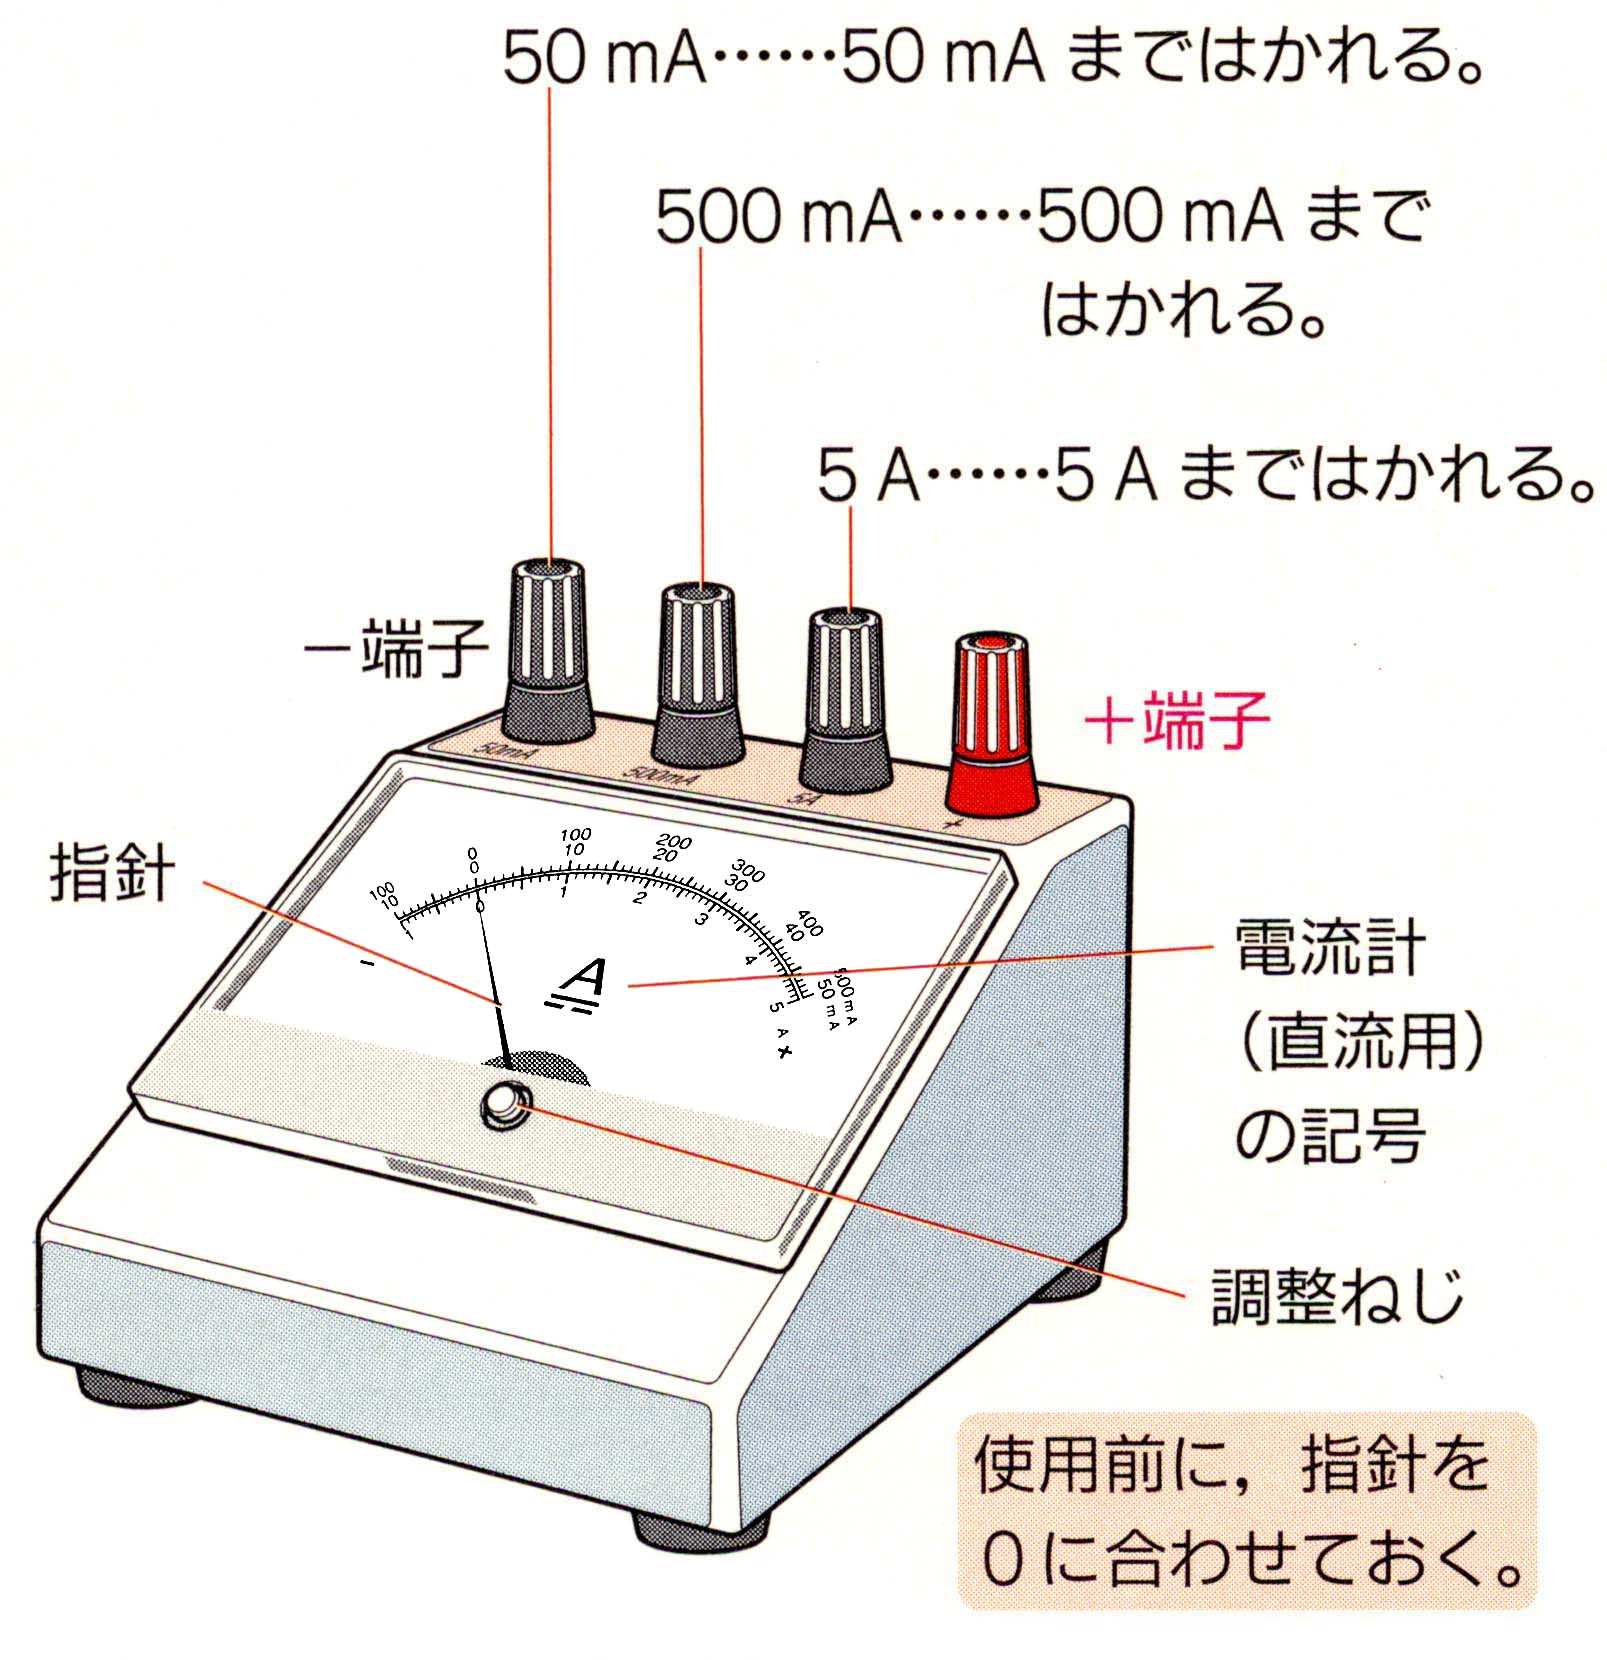 50 mA……50 mA まではかれる。
500 mA……500 mA まで
はかれる。
5 A……5 A まではかれる。
－端子
＋端子
50mA
500mA
5A
+
指針
100 0 100 200 300 400 500mA
10 0 10 20 30 40 50mA
1 0 1 2 3 4 5 A
− +
A
電流計
（直流用）
の記号
調整ねじ
使用前に，指針を
0に合わせておく。